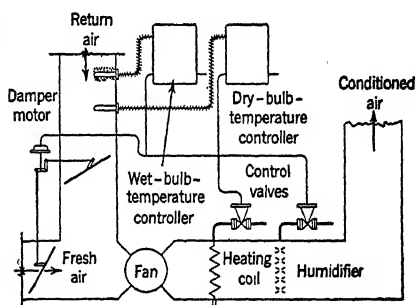 Return
air
Damper
motor
Dry-bulb-
temperature
controller
Conditioned
air
Wet-bulb-
temperature
controller
Control
valves
Fresh
air
Fan
Heating
coil
Humidifier